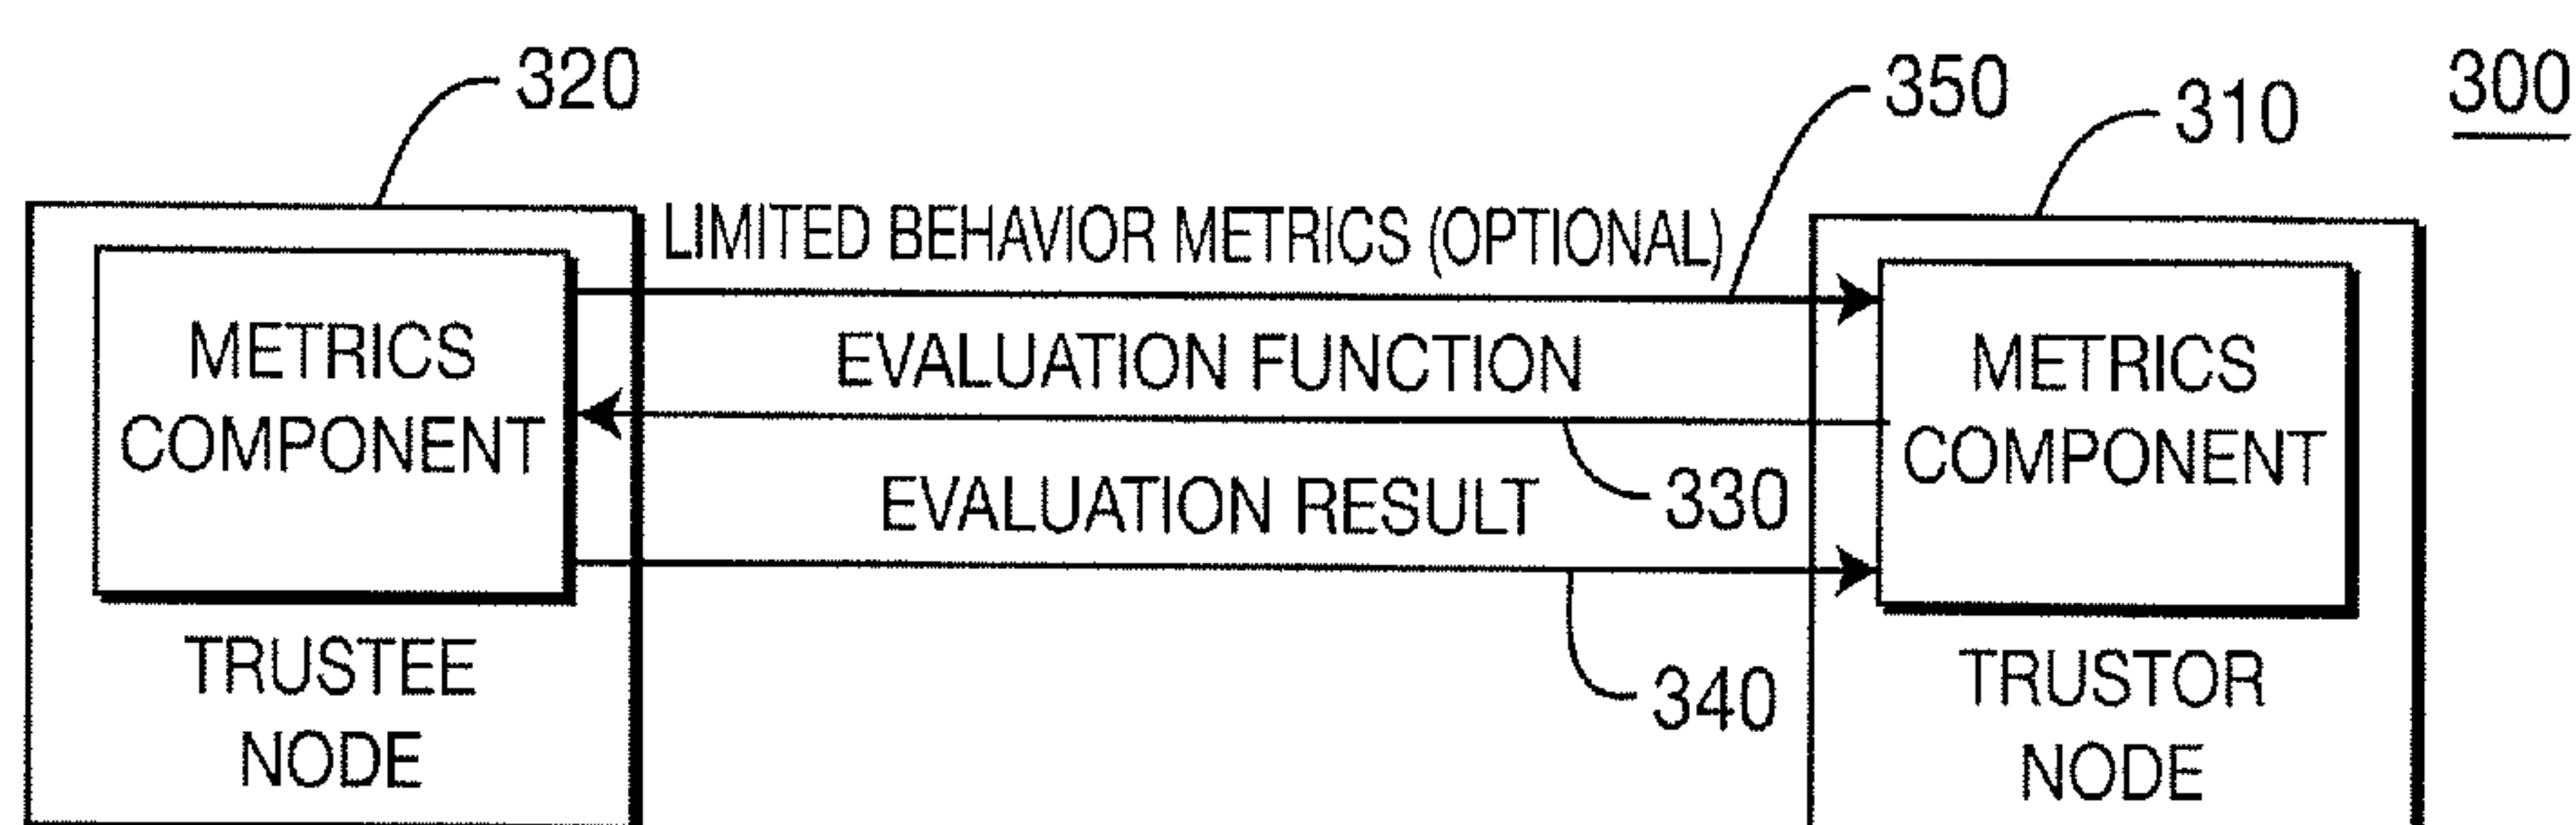 320
350
310
300
LIMITED BEHAVIOR METRICS (OPTIONAL)
METRICS
COMPONENT
EVALUATION FUNCTION
330
EVALUATION RESULT
340
METRICS
COMPONENT
TRUSTEE
NODE
TRUSTOR
NODE